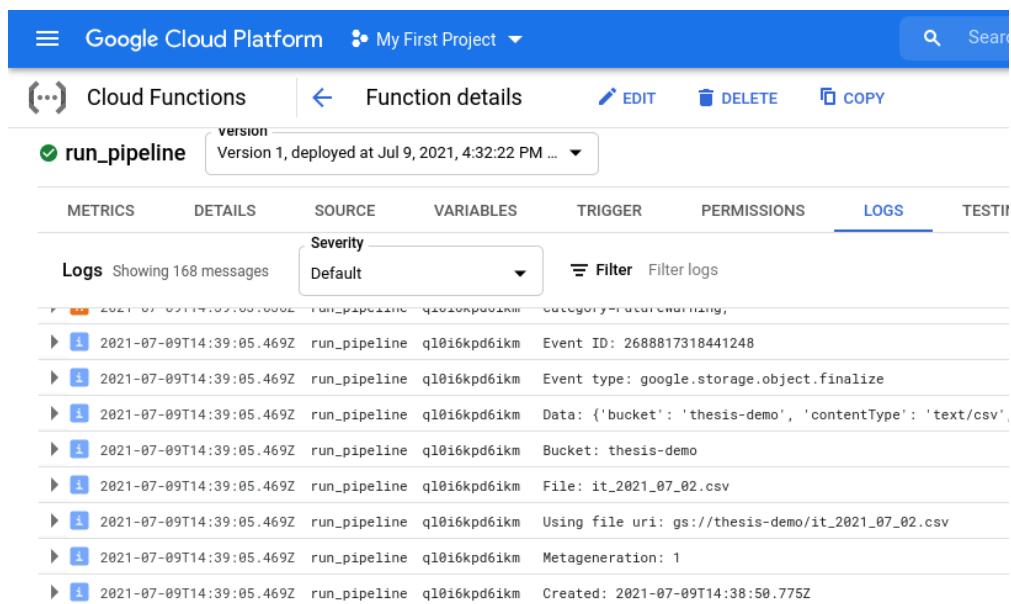 Google Cloud Platform My First Project Sear
Cloud Functions Function details EDIT DELETE COPY
run_pipeline Version Version 1, deployed at Jul 9, 2021, 4:32:22 PM ...
METRICS DETAILS SOURCE VARIABLES TRIGGER PERMISSIONS LOGS TESTIN
Logs Showing 168 messages Severity Default Filter Filter logs
run_pipeline ql0i6kpd6ikm category=FutureWarning;
i 2021-07-09T14:39:05.469Z run_pipeline ql0i6kpd6ikm Event ID: 2688817318441248
i 2021-07-09T14:39:05.469Z run_pipeline ql0i6kpd6ikm Event type: google.storage.object.finalize
i 2021-07-09T14:39:05.469Z run_pipeline ql0i6kpd6ikm Data: {'bucket': 'thesis-demo', 'contentType': 'text/csv',
i 2021-07-09T14:39:05.469Z run_pipeline ql0i6kpd6ikm Bucket: thesis-demo
i 2021-07-09T14:39:05.469Z run_pipeline ql0i6kpd6ikm File: it_2021_07_02.csv
i 2021-07-09T14:39:05.469Z run_pipeline ql0i6kpd6ikm Using file uri: gs://thesis-demo/it_2021_07_02.csv
i 2021-07-09T14:39:05.469Z run_pipeline ql0i6kpd6ikm Metageneration: 1
i 2021-07-09T14:39:05.469Z run_pipeline ql0i6kpd6ikm Created: 2021-07-09T14:38:50.775Z